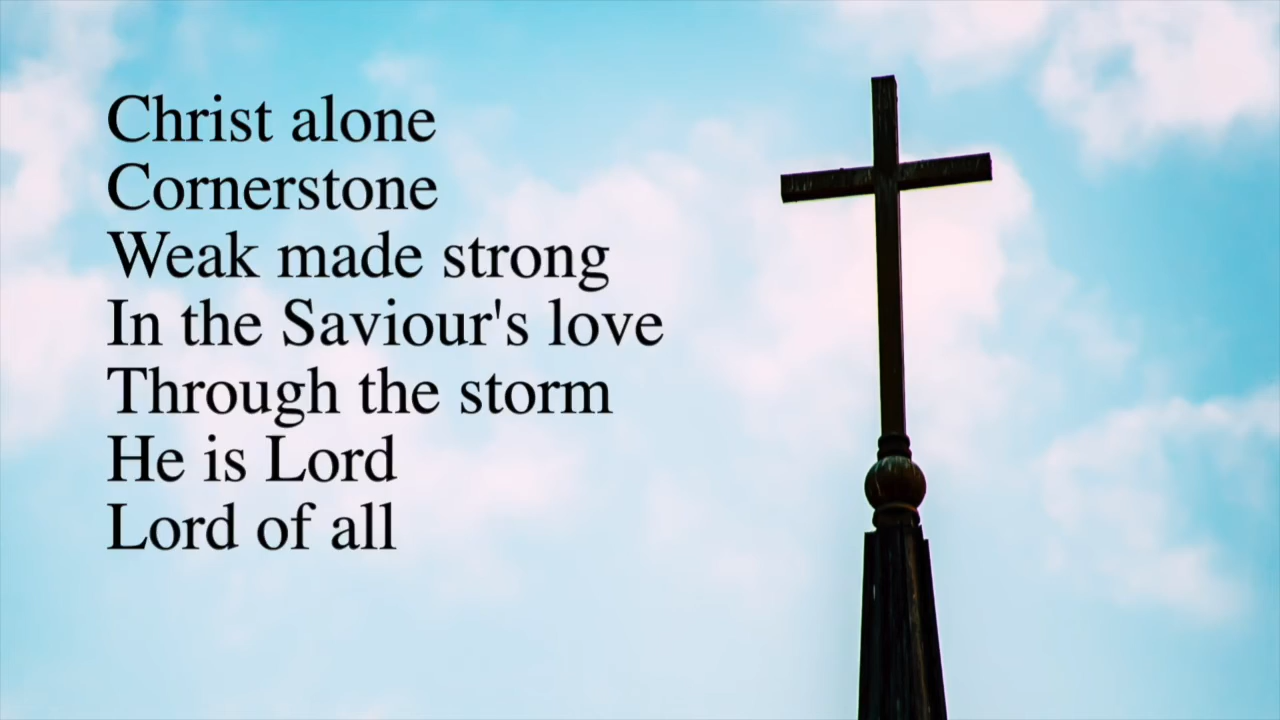 Christ alone
Cornerstone
Weak made strong
In the Saviour's love
Through the storm
He is Lord
Lord of all